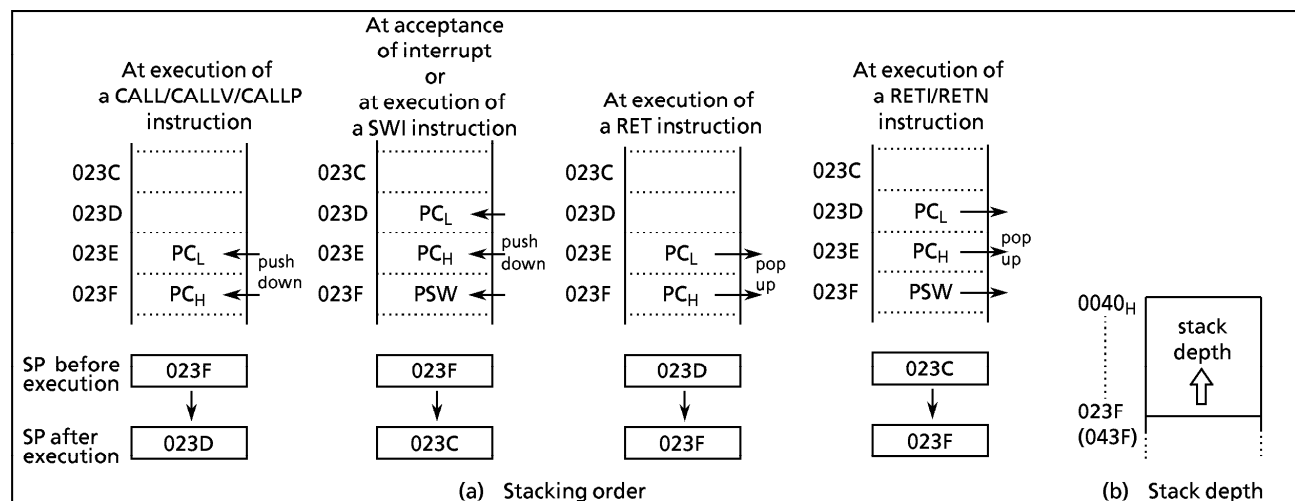 At execution of
a CALL/CALLV/CALLP
instruction
023C
023D
023E PCL
023F PCH
push
down
SP before
execution
023F
SP after
execution
023D
At acceptance
of interrupt
or
at execution of
a SWI instruction
023C
023D PCL
023E PCH
023F PSW
push
down
023F
023C
At execution of
a RET instruction
023C
023D
023E PCL
023F PCH
pop
up
023D
023F
At execution of
a RETI/RETN
instruction
023C
023D PCL
023E PCH
023F PSW
pop
up
023C
023F
(a) Stacking order
0040H
stack
depth
023F
(043F)
(b) Stack depth